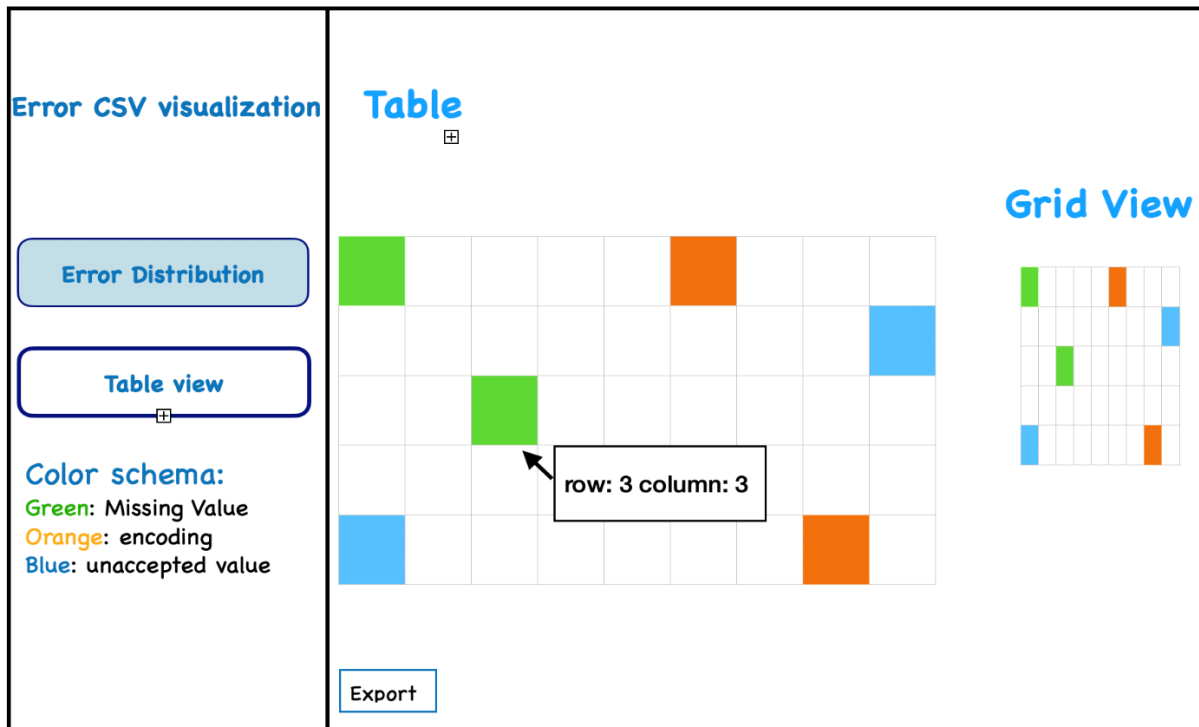 Error CSV visualization
Error Distribution
Table view
Color schema:
Green: Missing Value
Orange: encoding
Blue: unaccepted value
Table
row: 3 column: 3
Export
Grid View